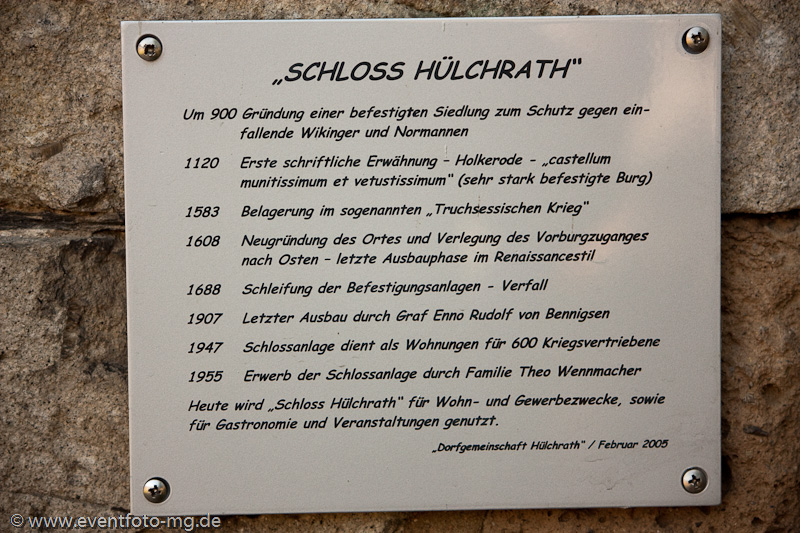 „SCHLOSS HÜLCHRATH“
Um 900 Gründung einer befestigten Siedlung zum Schutz gegen ein-
fallende Wikinger und Normannen
1120 Erste schriftliche Erwähnung – Holkerode – „castellum
munitissimum et vetustissimum“ (sehr stark befestigte Burg)
1583 Belagerung im sogenannten „Truchsessischen Krieg“
1608 Neugründung des Ortes und Verlegung des Vorburgzuganges
nach Osten – letzte Ausbauphase im Renaissancestil
1688 Schleifung der Befestigungsanlagen – Verfall
1907 Letzter Ausbau durch Graf Enno Rudolf von Bennigsen
1947 Schlossanlage dient als Wohnungen für 600 Kriegsvertriebene
1955 Erwerb der Schlossanlage durch Familie Theo Wennmacher
Heute wird „Schloss Hülchrath“ für Wohn- und Gewerbezwecke, sowie
für Gastronomie und Veranstaltungen genutzt.
„Dorfgemeinschaft Hülchrath“ / Februar 2005
© www.eventfoto-mg.de